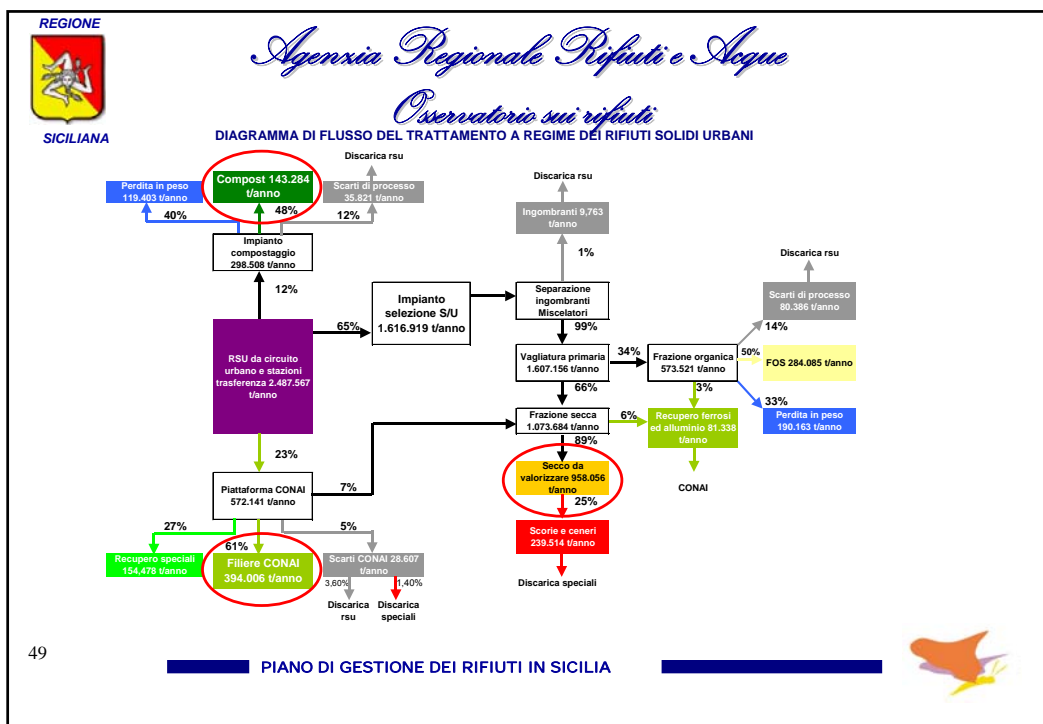 REGIONE
SICILIANA
Agenzia Regionale Rifiuti e Acque
Osservatorio sui rifiuti
DIAGRAMMA DI FLUSSO DEL TRATTAMENTO A REGIME DEI RIFIUTI SOLIDI URBANI
Discarica rsu
Perdita in peso
119.403 t/anno
Compost 143.284
t/anno
Scarti di processo
35.821 t/anno
40%
48%
12%
Impianto
compostaggio
298.508 t/anno
12%
Discarica rsu
Ingombranti 9,763
t/anno
1%
Impianto
selezione S/U
1.616.919 t/anno
Separazione
ingombranti
Miscelatori
65%
99%
RSU da circuito
urbano e stazioni
trasferenza 2.487.567
t/anno
Vagliatura primaria
1.607.156 t/anno
34%
Frazione organica
573.521 t/anno
Discarica rsu
Scarti di processo
80.386 t/anno
14%
50%
FOS 284.085 t/anno
3%
33%
Perdita in peso
190.163 t/anno
66%
Frazione secca
1.073.684 t/anno
6%
Recupero ferrosi
ed alluminio 81.338
t/anno
CONAI
89%
23%
Piattaforma CONAI
572.141 t/anno
7%
Secco da
valorizzare 958.056
t/anno
25%
Scorie e ceneri
239.514 t/anno
Discarica speciali
27%
61%
5%
Recupero speciali
154,478 t/anno
Filiere CONAI
394.006 t/anno
Scarti CONAI 28.607
t/anno
3,60%
1,40%
Discarica
rsu
Discarica
speciali
49
PIANO DI GESTIONE DEI RIFIUTI IN SICILIA